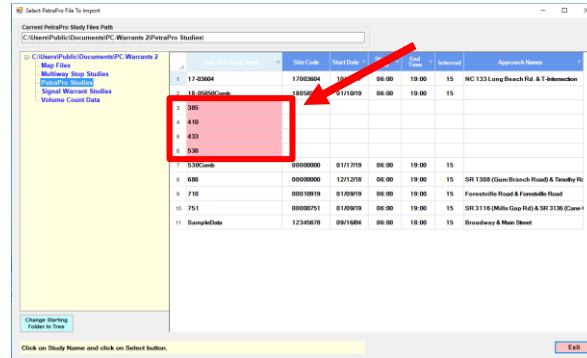 Select PetraPro File To Import
Current PetraPro Study Files Path
C:\Users\Public\Documents\PC-Warrants 2\PetraPro Studies\
C:\Users\Public\Documents\PC-Warrants 2
Map Files
Multiway Stop Studies
PetraPro Studies
Signal Warrant Studies
Volume Count Data
PetraPro Study Name Site Code Start Date End Time Interval Approach Names
1 17-03604 17003604 06:00 19:00 15 NC 133 Long Beach Rd. & T-Intersection
2 18-05850Comb 01/10/19 06:00 19:00 15
3 385
4 410
5 433
6 530
7 530Comb 00000000 01/17/19 06:00 19:00 15
8 686 00000000 12/12/18 06:00 19:00 15 SR 1308 (Gum Branch Road) & Timothy Rc
9 710 00010919 01/09/19 06:00 19:00 15 Forestville Road & Forestville Road
10 751 00000751 01/09/19 06:00 19:00 15 SR 3116 (Mills Gap Rd) & SR 3136 (Cane
11 SampleData 12345678 09/16/04 06:00 18:00 15 Broadway & Main Street
Change Starting
Folder In Tree
Click on Study Name and click on Select button.
Exit